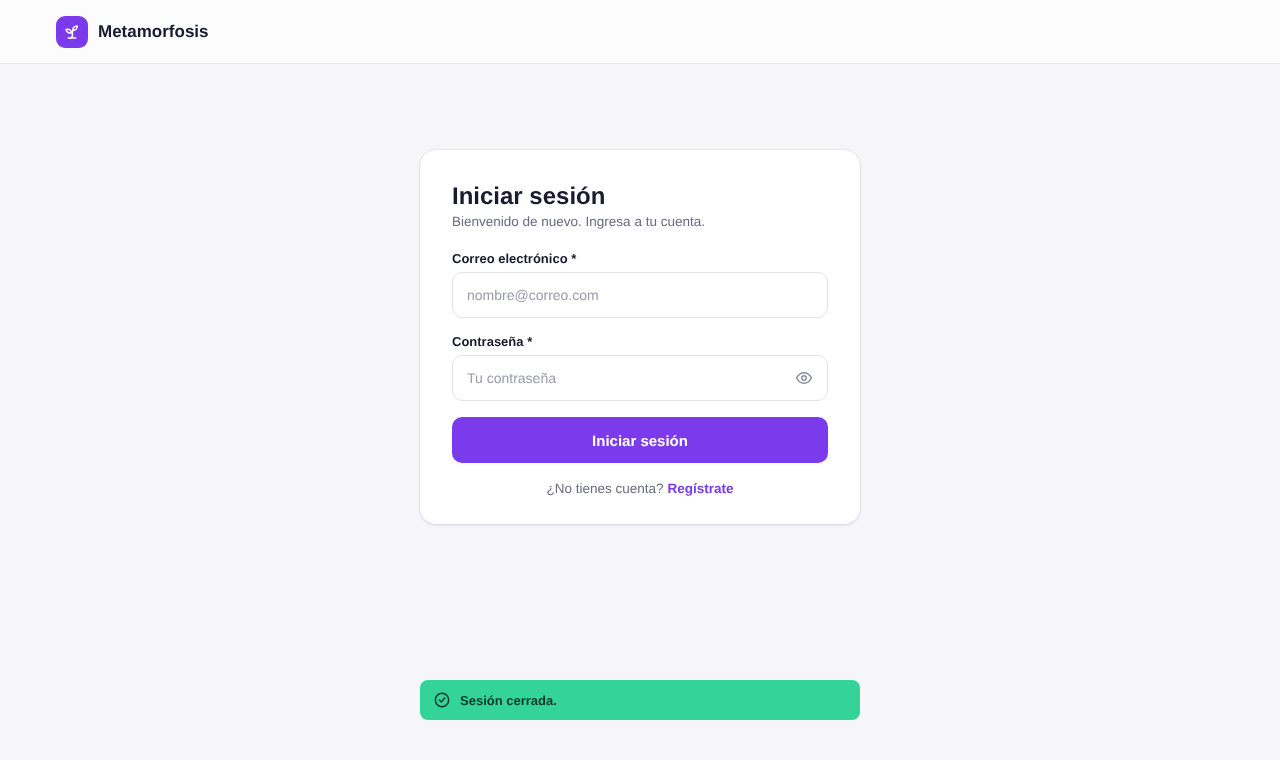 Metamorfosis
Iniciar sesión
Bienvenido de nuevo. Ingresa a tu cuenta.
Correo electrónico *
nombre@correo.com
Contraseña *
Tu contraseña
Iniciar sesión
¿No tienes cuenta? Regístrate
Sesión cerrada.